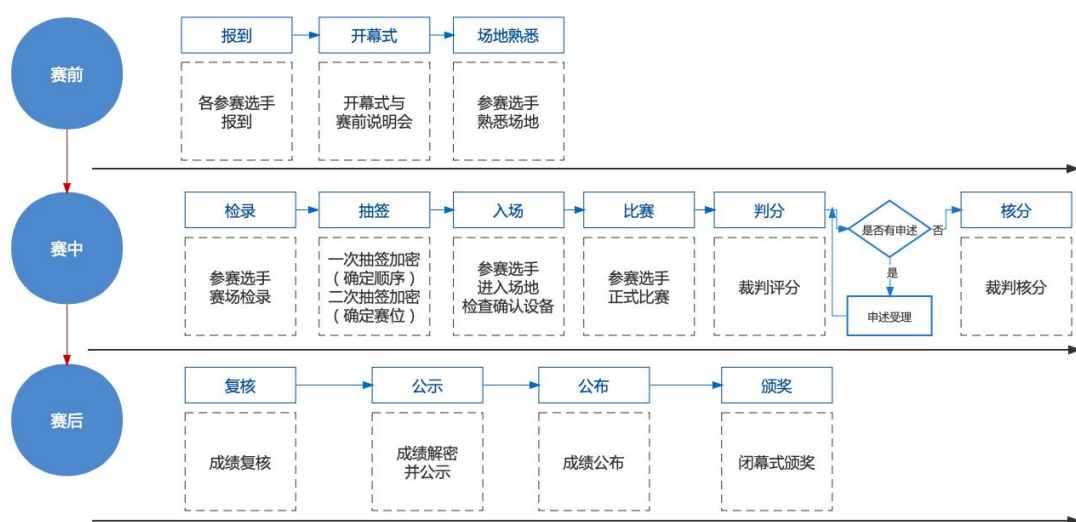 赛前
报到
开幕式
场地熟悉
各参赛选手
报到
开幕式与
赛前说明会
参赛选手
熟悉场地
赛中
检录
抽签
入场
比赛
判分
是否有申述
否
核分
参赛选手
赛场检录
一次抽签加密
（确定顺序）
二次抽签加密
（确定赛位）
参赛选手
进入场地
检查确认设备
参赛选手
正式比赛
裁判评分
是
申述受理
裁判核分
赛后
复核
公示
公布
颁奖
成绩复核
成绩解密
并公示
成绩公布
闭幕式颁奖